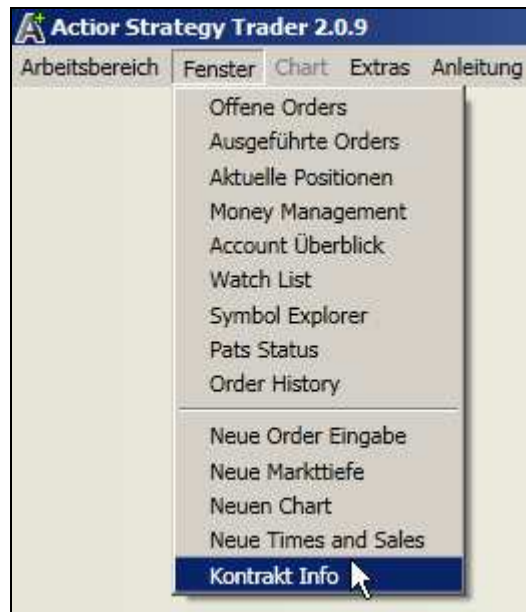 Actior Strategy Trader 2.0.9
Arbeitsbereich Fenster Chart Extras Anleitung
Offene Orders
Ausgeführte Orders
Aktuelle Positionen
Money Management
Account Überblick
Watch List
Symbol Explorer
Pats Status
Order History
Neue Order Eingabe
Neue Markttiefe
Neuen Chart
Neue Times and Sales
Kontrakt Info